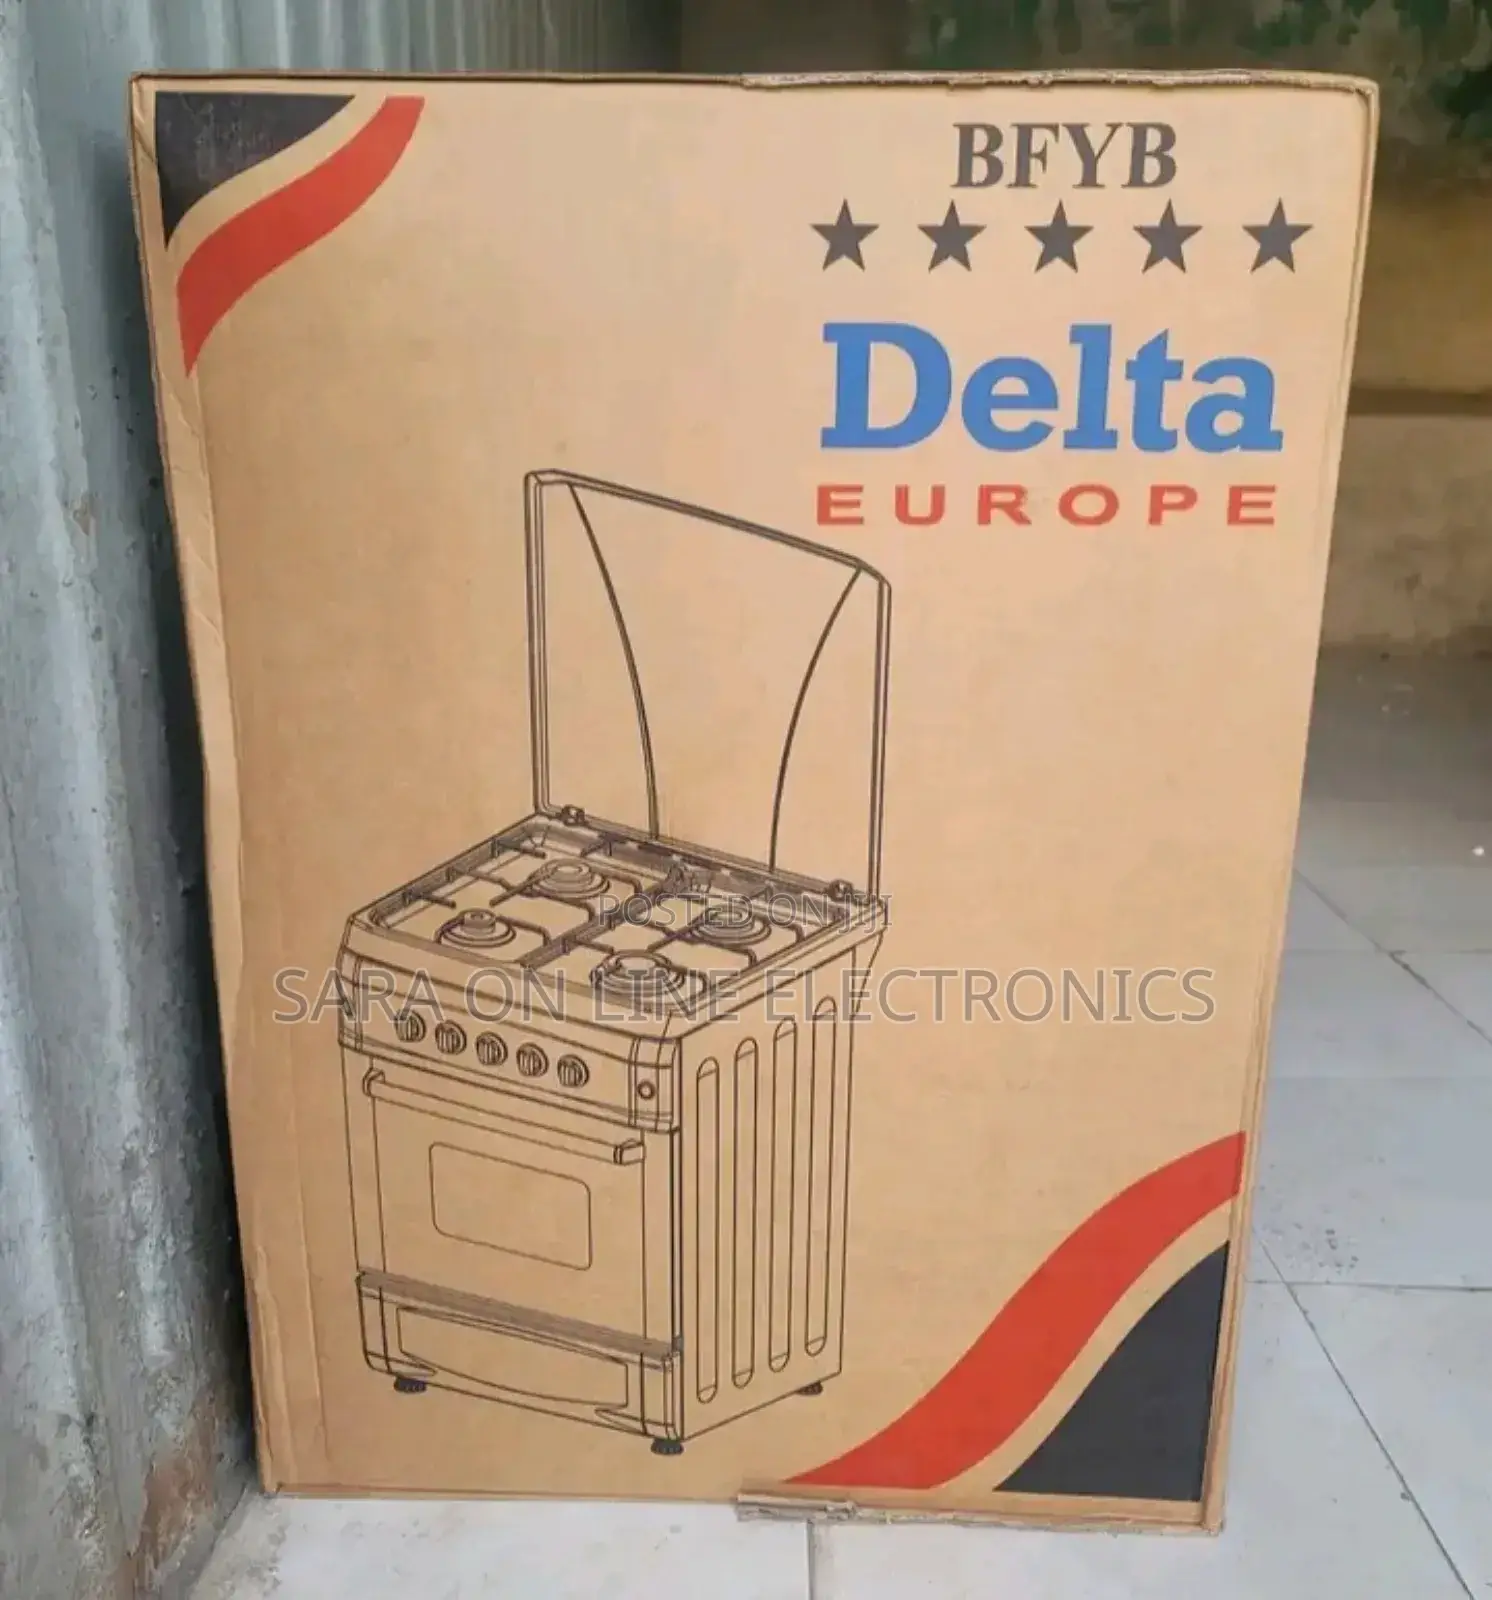 BFYB
Delta
EUROPE
POSTED ON JIJI
SARA ON LINE ELECTRONICS